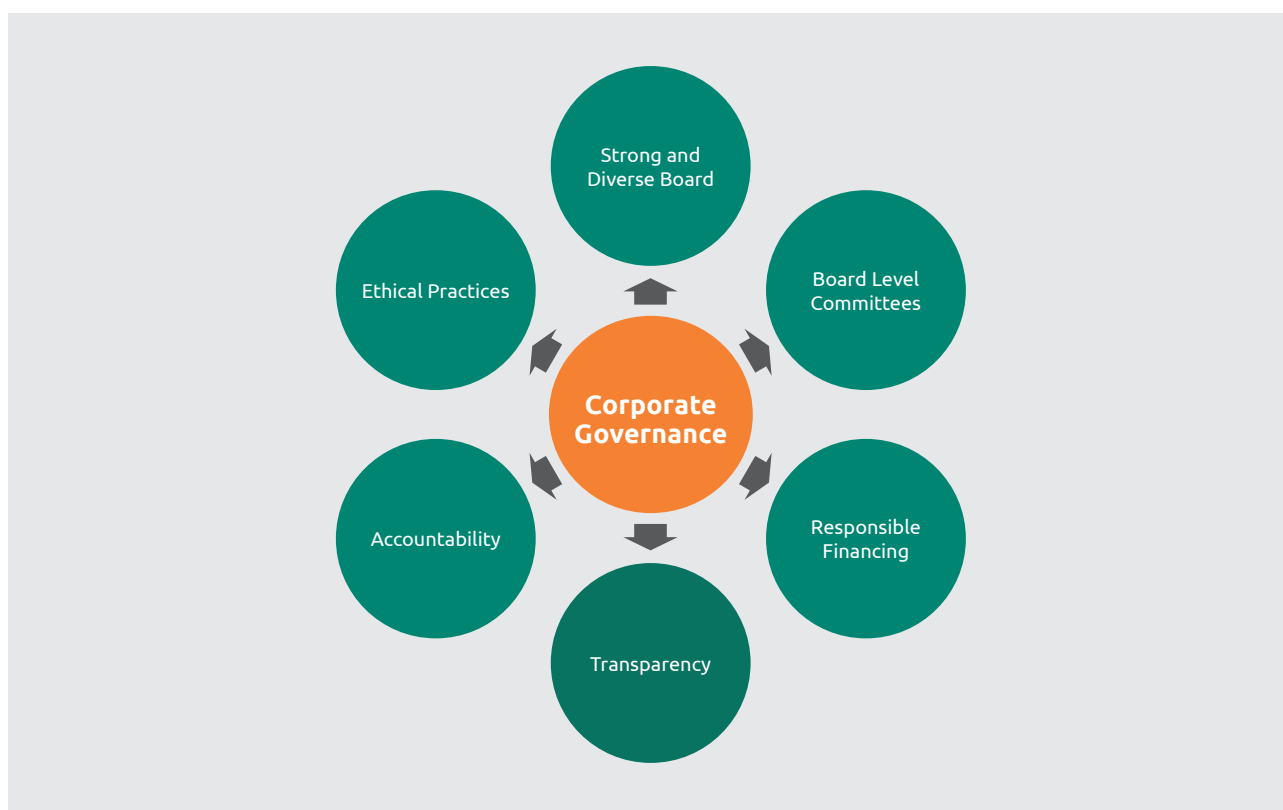 Strong and
Diverse Board
Ethical Practices
Board Level
Committees
Corporate
Governance
Accountability
Responsible
Financing
Transparency